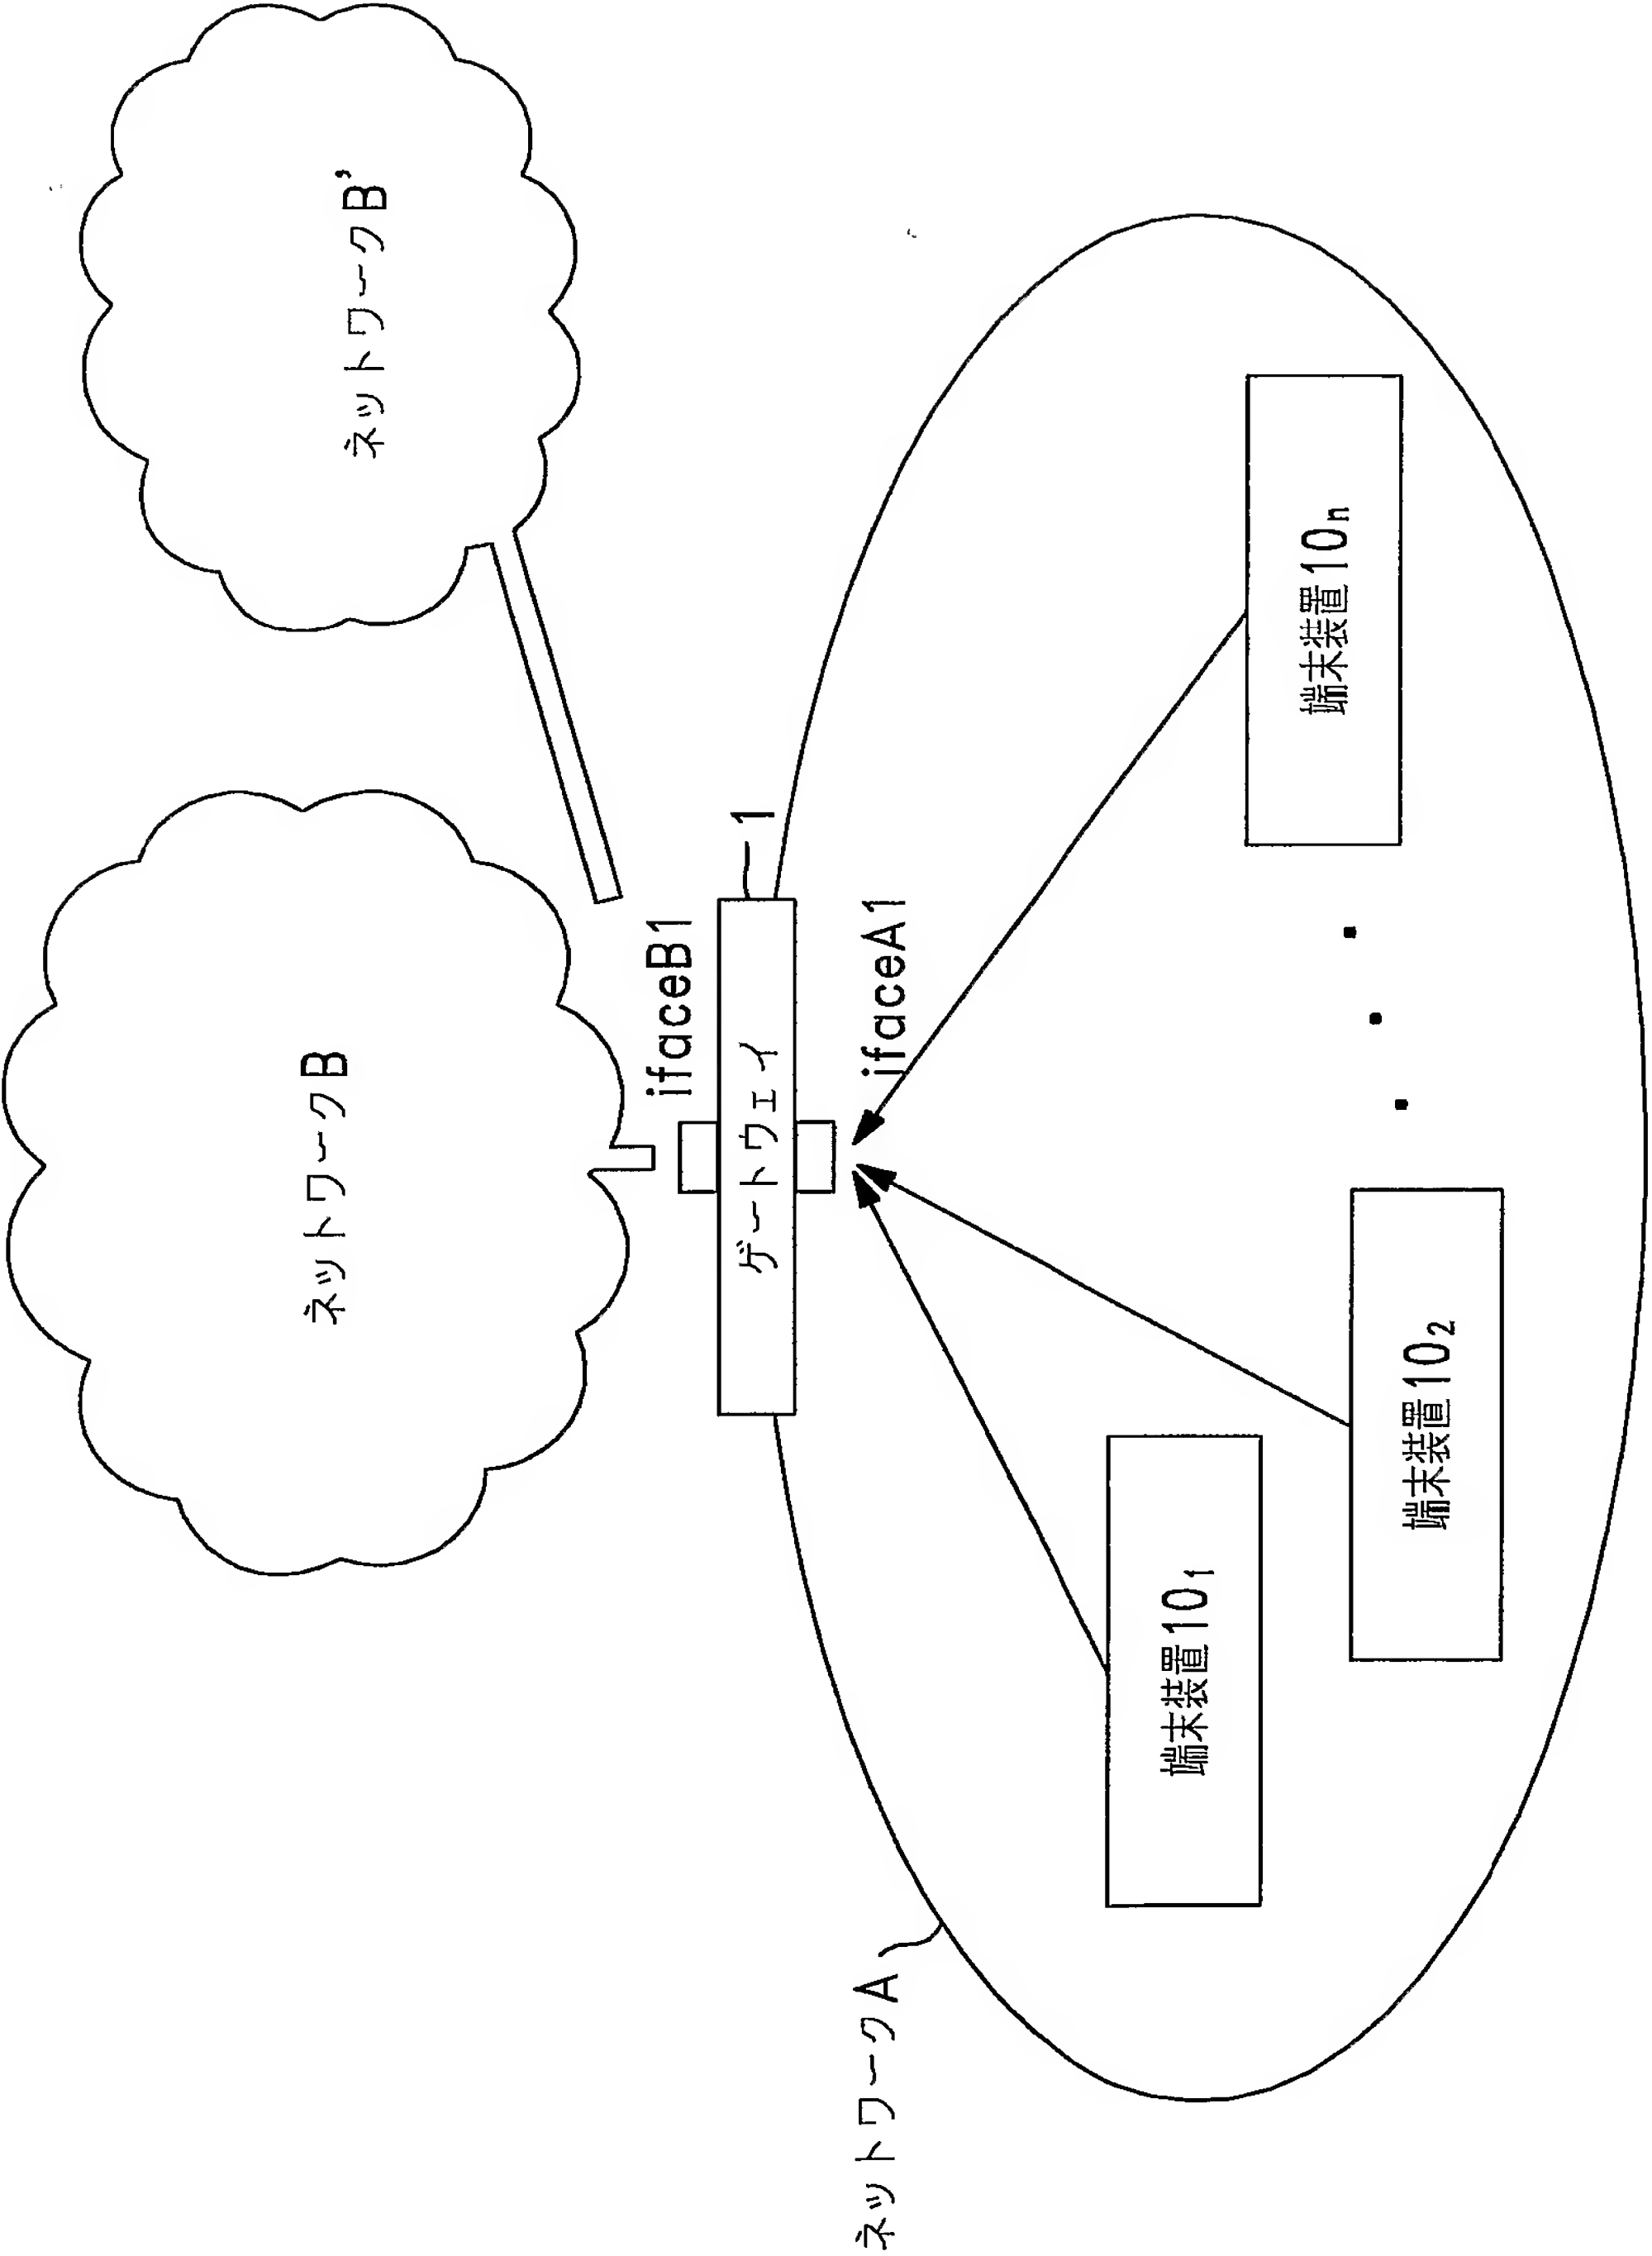 ネットワークB
ネットワークB'
ifaceB1
1
ゲートウェイ
ifaceA1
ネットワークA
端末装置10₁
端末装置10₂
端末装置10ₙ